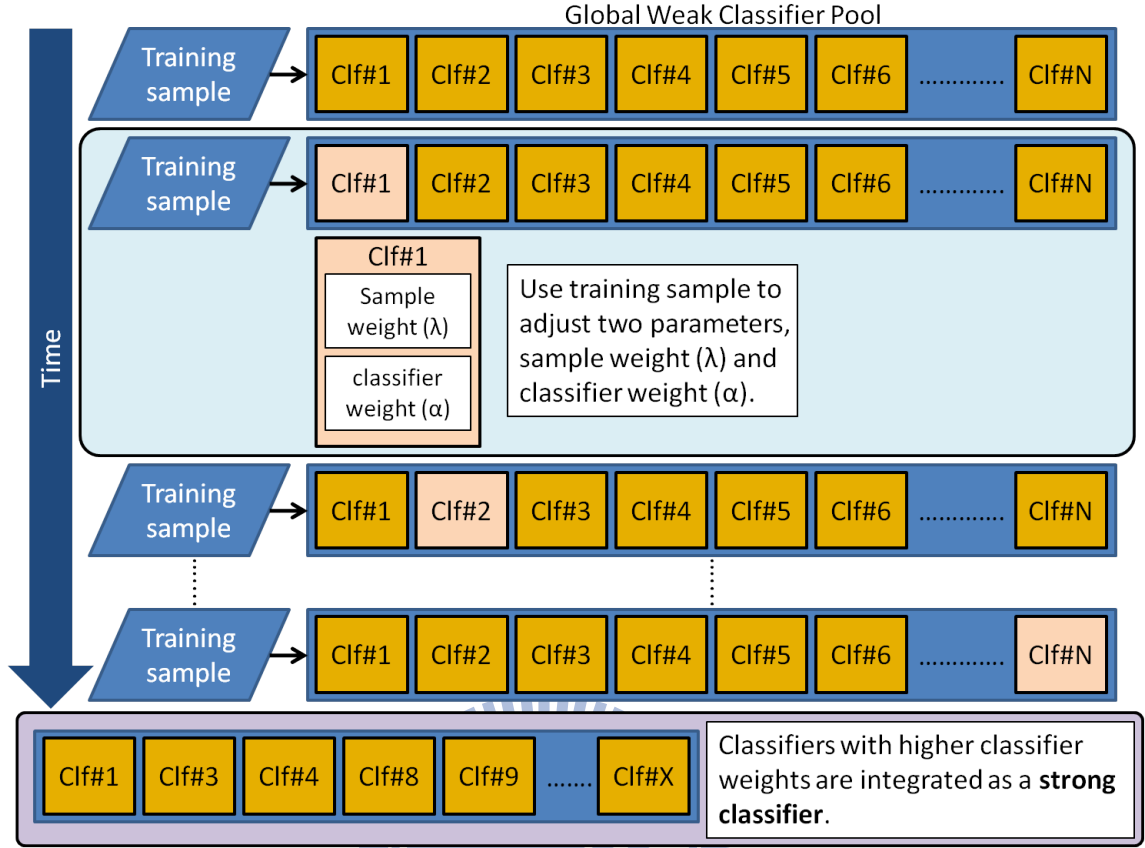 Global Weak Classifier Pool
Training
sample
Clf#1 Clf#2 Clf#3 Clf#4 Clf#5 Clf#6 ............. Clf#N
Training
sample
Clf#1 Clf#2 Clf#3 Clf#4 Clf#5 Clf#6 ............. Clf#N
Clf#1
Sample
weight (λ)
classifier
weight (α)
Use training sample to
adjust two parameters,
sample weight (λ) and
classifier weight (α).
Time
Training
sample
Clf#1 Clf#2 Clf#3 Clf#4 Clf#5 Clf#6 ............. Clf#N
Training
sample
Clf#1 Clf#2 Clf#3 Clf#4 Clf#5 Clf#6 ............. Clf#N
Clf#1 Clf#3 Clf#4 Clf#8 Clf#9 ....... Clf#X
Classifiers with higher classifier
weights are integrated as a strong
classifier.